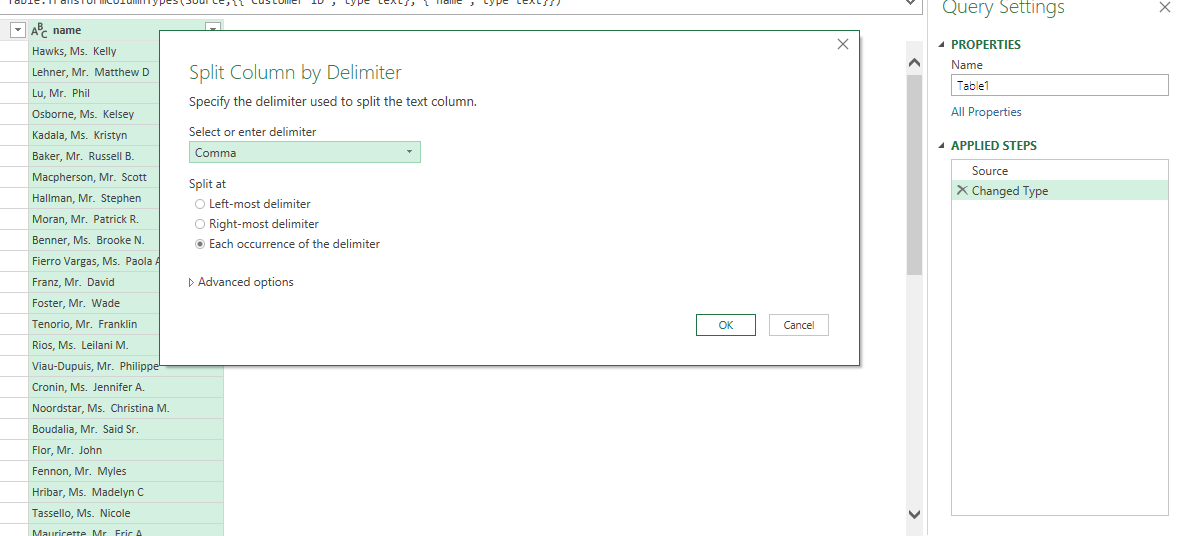 Table.TransformColumnTypes(Source,{{"Customer ID", type text}, {"name", type text}})
ABC name
Hawks, Ms.  Kelly
Lehner, Mr.  Matthew D
Lu, Mr.  Phil
Osborne, Ms.  Kelsey
Kadala, Ms.  Kristyn
Baker, Mr.  Russell B.
Macpherson, Mr.  Scott
Hallman, Mr.  Stephen
Moran, Mr.  Patrick R.
Benner, Ms.  Brooke N.
Fierro Vargas, Ms.  Paola A
Franz, Mr.  David
Foster, Mr.  Wade
Tenorio, Mr.  Franklin
Rios, Ms.  Leilani M.
Viau-Dupuis, Mr.  Philippe
Cronin, Ms.  Jennifer A.
Noordstar, Ms.  Christina M.
Boudalia, Mr.  Said Sr.
Flor, Mr.  John
Fennon, Mr.  Myles
Hribar, Ms.  Madelyn C
Tassello, Ms.  Nicole
Mauricette, Mr.  Eric A
Split Column by Delimiter
Specify the delimiter used to split the text column.
Select or enter delimiter
Comma
Split at
Left-most delimiter
Right-most delimiter
Each occurrence of the delimiter
Advanced options
OK
Cancel
Query Settings
PROPERTIES
Name
Table1
All Properties
APPLIED STEPS
Source
Changed Type